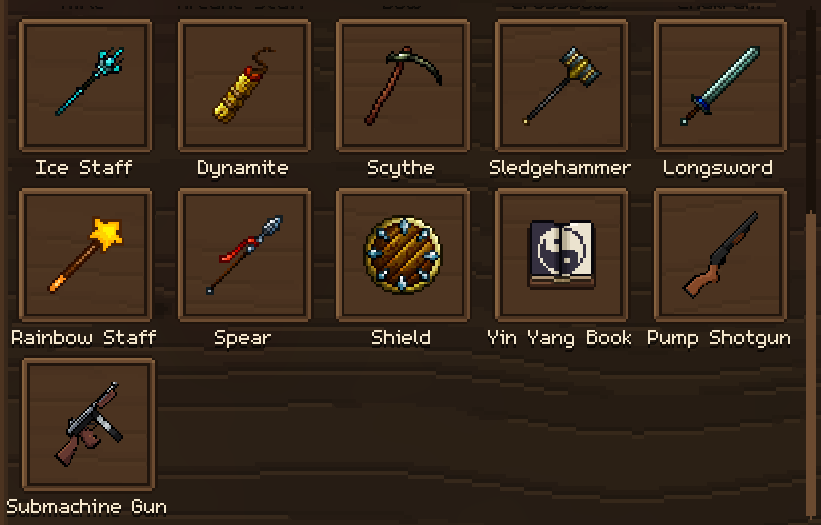 Ice Staff
Dynamite
Scythe
Sledgehammer
Longsword
Rainbow Staff
Spear
Shield
Yin Yang Book
Pump Shotgun
Submachine Gun